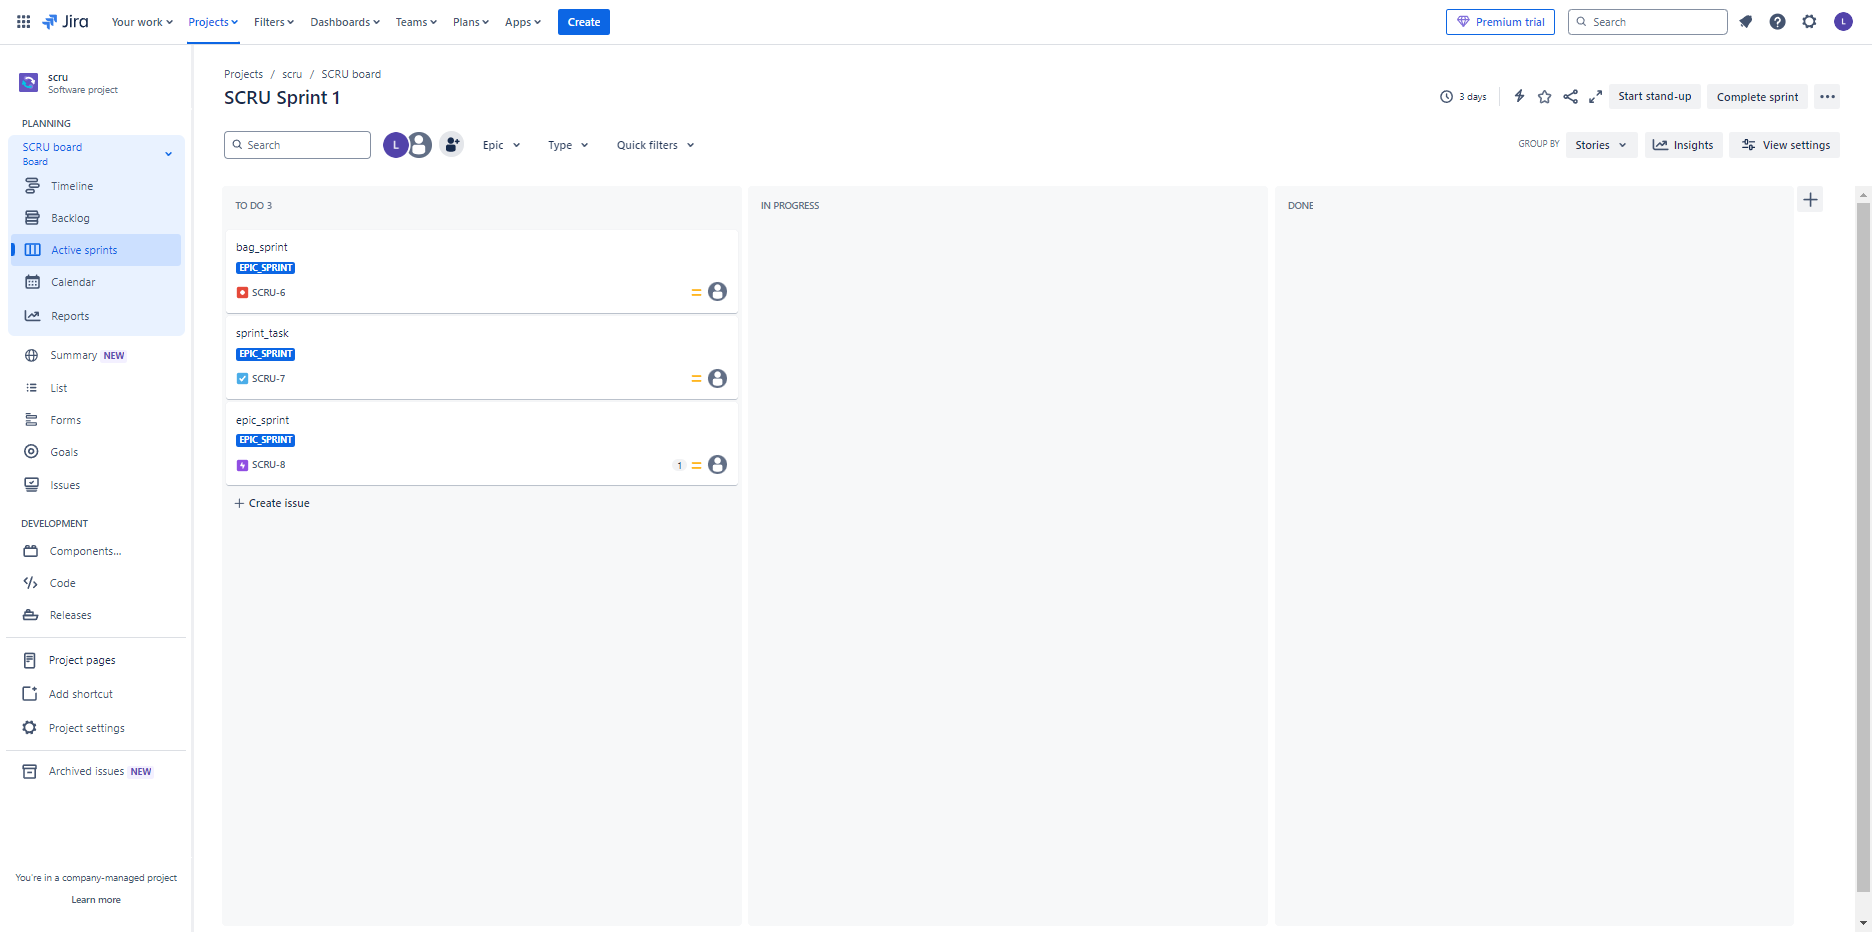 Jira
Your work
Projects
Filters
Dashboards
Teams
Plans
Apps
Create
Premium trial
Search
L
scru
Software project
PLANNING
SCRU board
Board
Timeline
Backlog
Active sprints
Calendar
Reports
Summary NEW
List
Forms
Goals
Issues
DEVELOPMENT
Components...
Code
Releases
Project pages
Add shortcut
Project settings
Archived issues NEW
You're in a company-managed project
Learn more
Projects / scru / SCRU board
SCRU Sprint 1
3 days
Start stand-up
Complete sprint
Search
L
Epic
Type
Quick filters
GROUP BY
Stories
Insights
View settings
TO DO 3
bag_sprint
EPIC_SPRINT
SCRU-6
sprint_task
EPIC_SPRINT
SCRU-7
epic_sprint
EPIC_SPRINT
SCRU-8
1
+ Create issue
IN PROGRESS
DONE